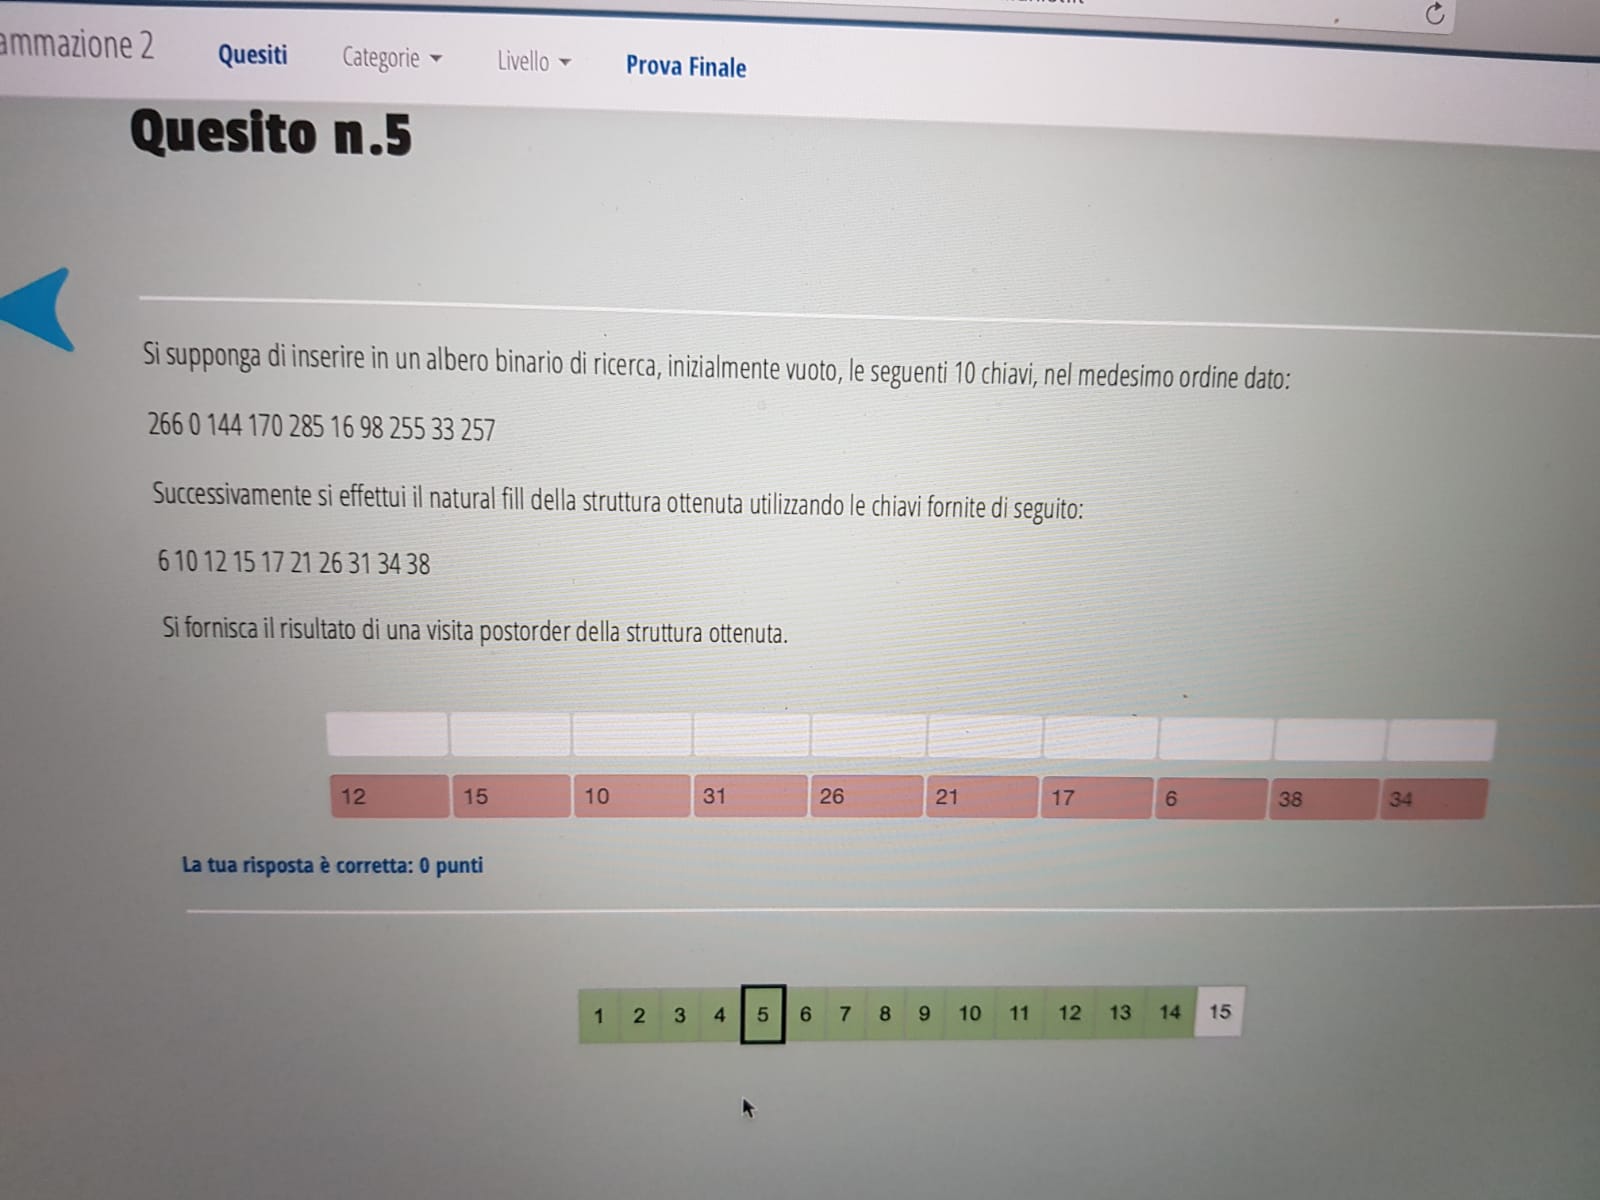 ammazione 2 Quesiti Categorie Livello Prova Finale
Quesito n.5
Si supponga di inserire in un albero binario di ricerca, inizialmente vuoto, le seguenti 10 chiavi, nel medesimo ordine dato:
266 0 144 170 285 16 98 255 33 257
Successivamente si effettui il natural fill della struttura ottenuta utilizzando le chiavi fornite di seguito:
6 10 12 15 17 21 26 31 34 38
Si fornisca il risultato di una visita postorder della struttura ottenuta.
12 15 10 31 26 21 17 6 38 34
La tua risposta è corretta: 0 punti
1 2 3 4 5 6 7 8 9 10 11 12 13 14 15